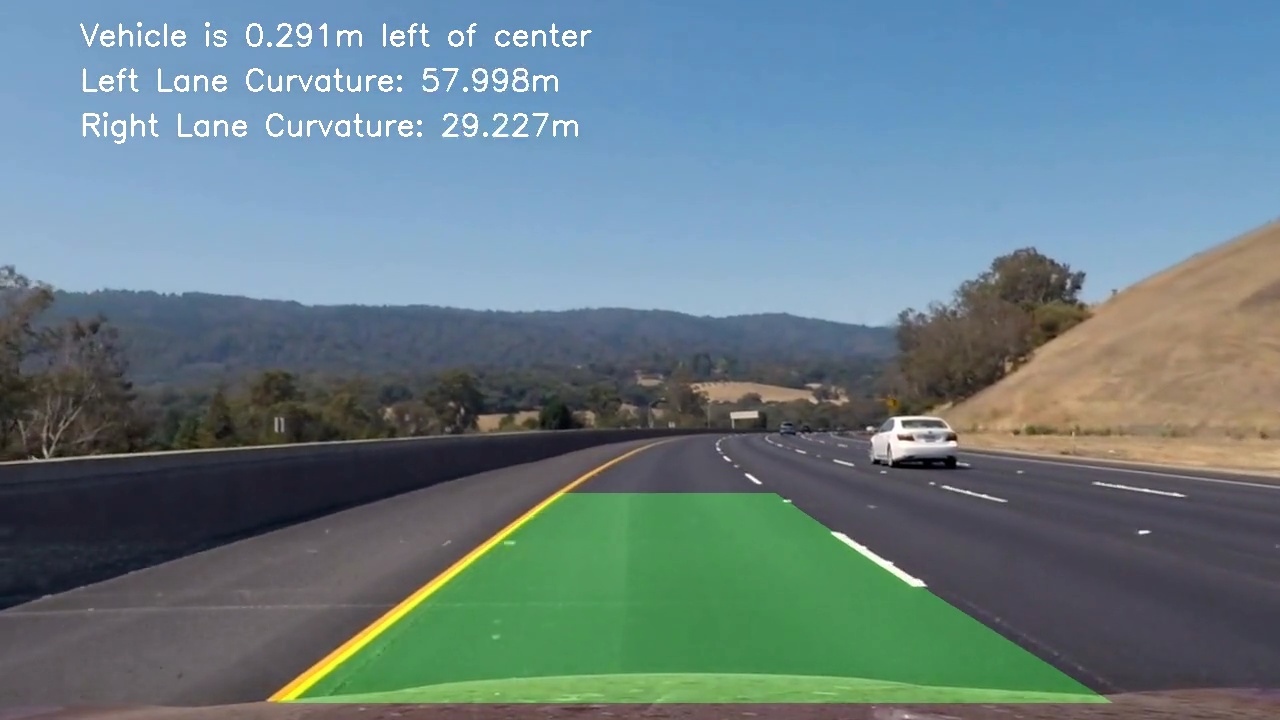 Vehicle is 0.291m left of center
Left Lane Curvature: 57.998m
Right Lane Curvature: 29.227m